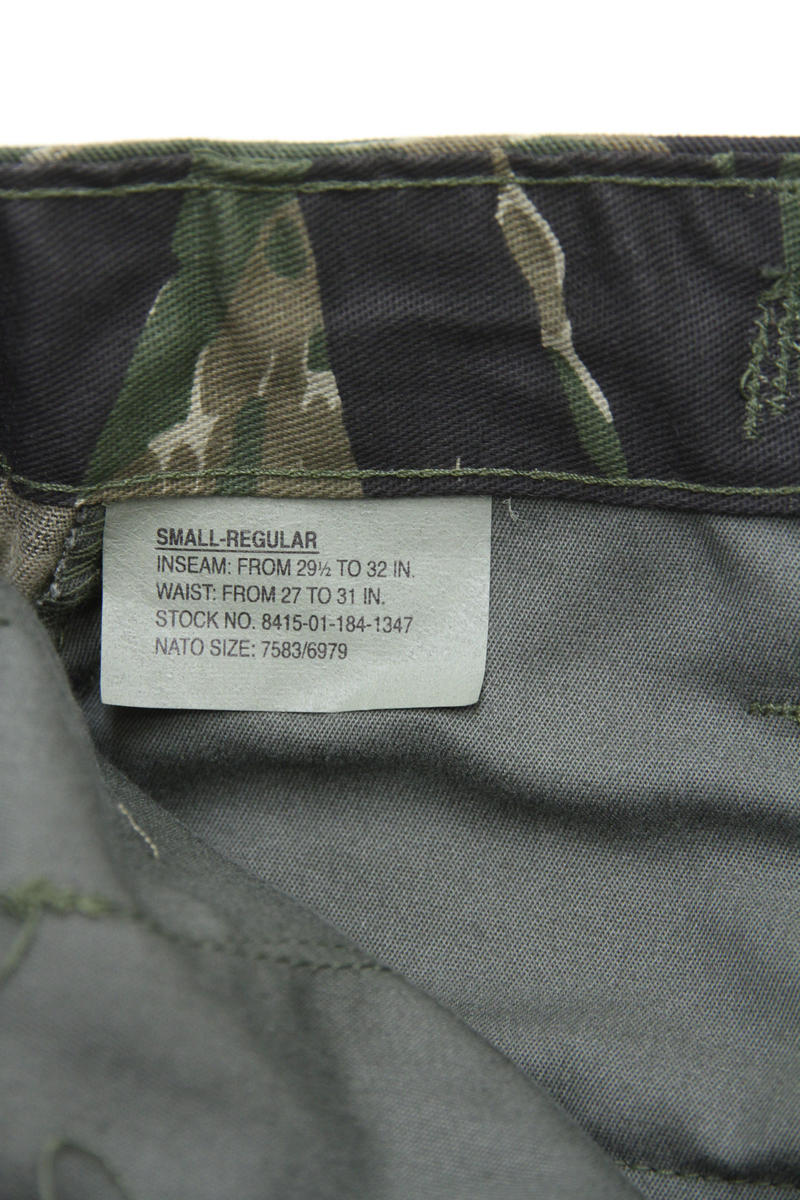 SMALL-REGULAR
INSEAM: FROM 29½ TO 32 IN.
WAIST: FROM 27 TO 31 IN.
STOCK NO. 8415-01-184-1347
NATO SIZE: 7583/6979